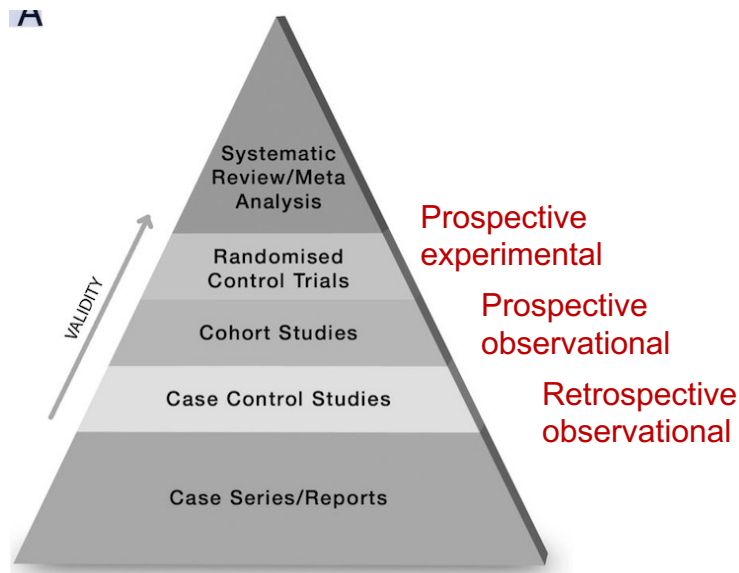 A
Systematic
Review/Meta
Analysis
Prospective
experimental
Randomised
Control Trials
VALIDITY
Prospective
observational
Cohort Studies
Retrospective
observational
Case Control Studies
Case Series/Reports